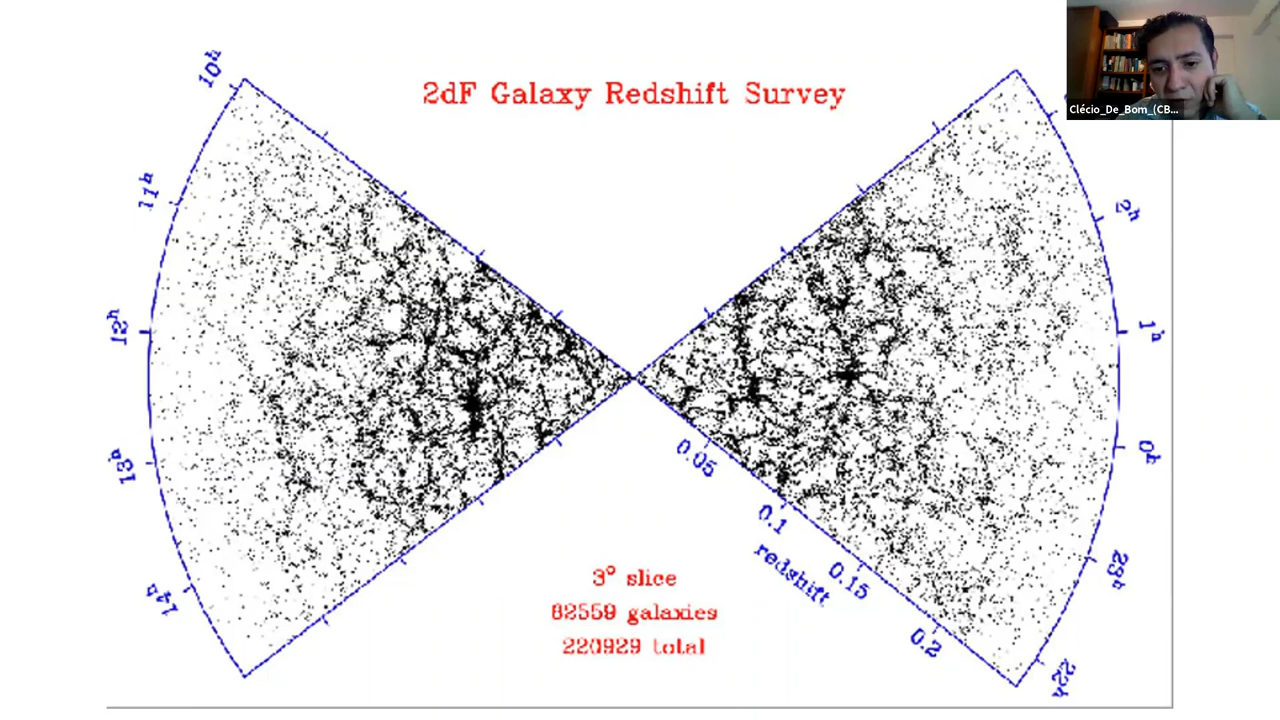 2dF Galaxy Redshift Survey
Clécio_De_Bom_(CB...
10ʰ
11ʰ
12ʰ
13ʰ
14ʰ
2ʰ
1ʰ
0ʰ
23ʰ
22ʰ
0.05
0.1
0.15
0.2
redshift
3° slice
82559 galaxies
220929 total